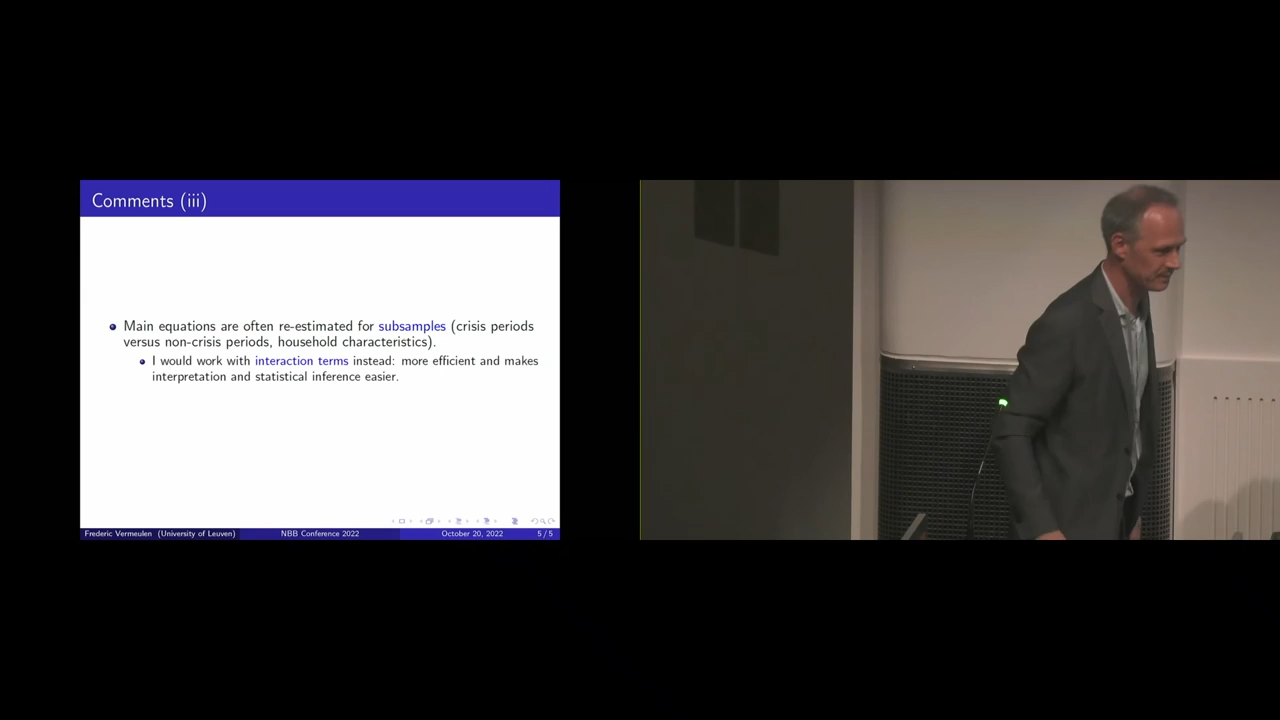 Comments (iii)
Main equations are often re-estimated for subsamples (crisis periods
versus non-crisis periods, household characteristics).
I would work with interaction terms instead: more efficient and makes
interpretation and statistical inference easier.
Frederic Vermeulen (University of Leuven) NBB Conference 2022 October 20, 2022 5 / 5